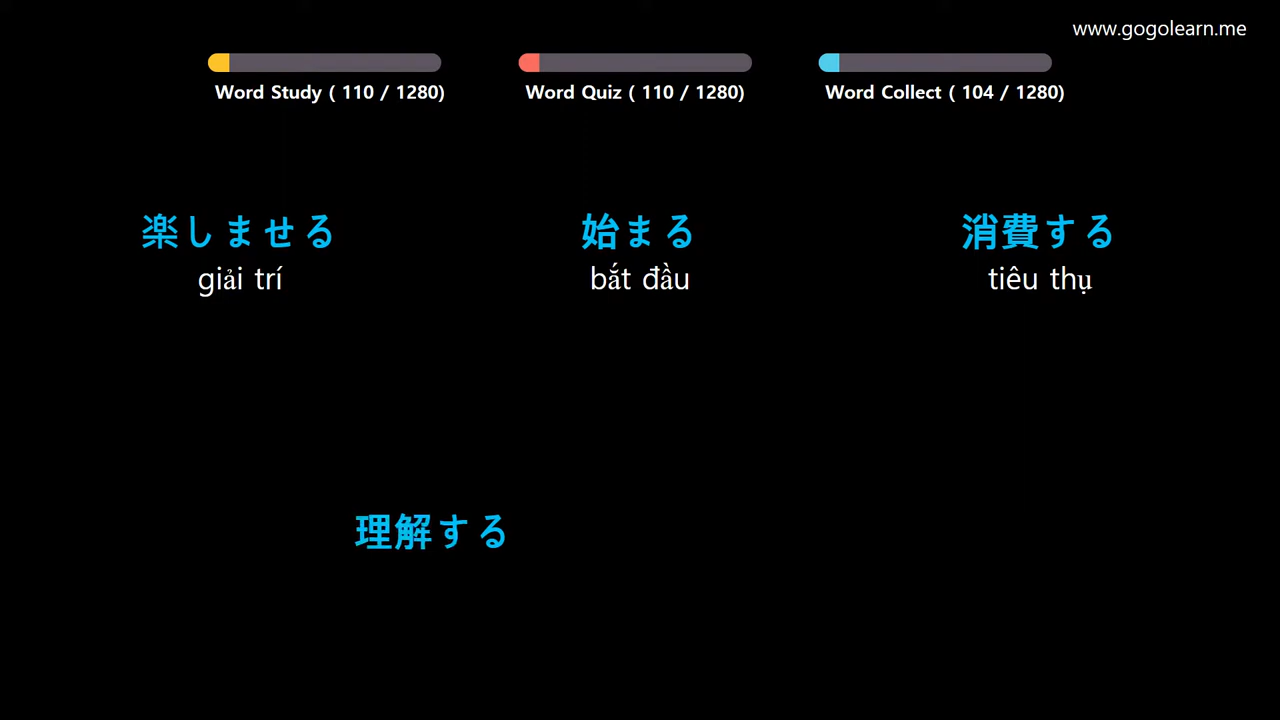 www.gogolearn.me
Word Study ( 110 / 1280)
Word Quiz ( 110 / 1280)
Word Collect ( 104 / 1280)
楽しませる
giải trí
始まる
bắt đầu
消費する
tiêu thụ
理解する